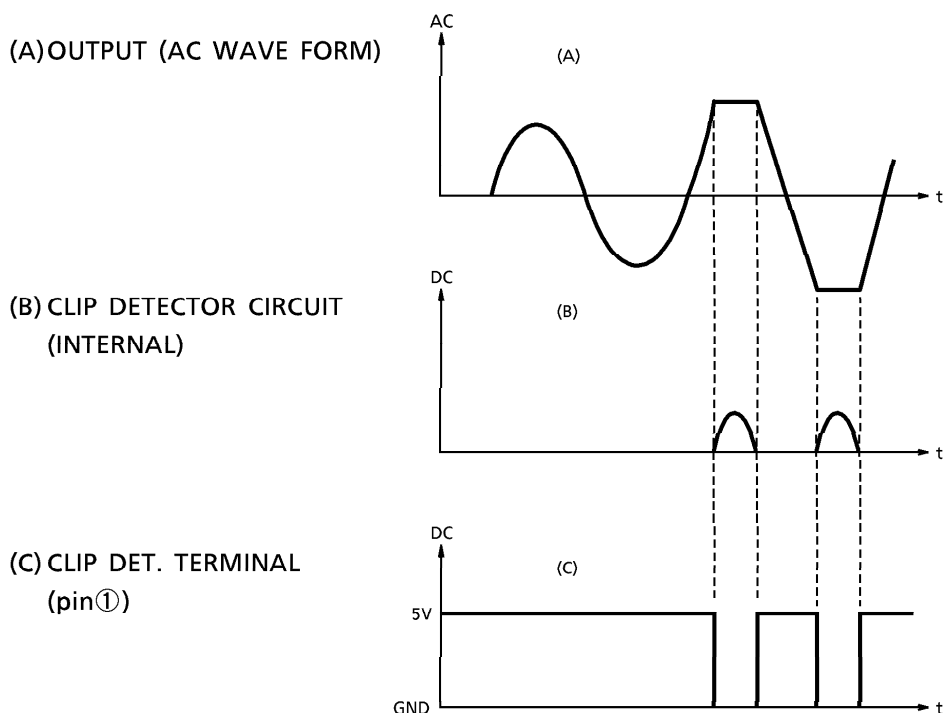 AC
(A) OUTPUT (AC WAVE FORM)
(A)
t
DC
(B) CLIP DETECTOR CIRCUIT
(INTERNAL)
(B)
t
DC
(C) CLIP DET. TERMINAL
(pin①)
(C)
5V
GND
t